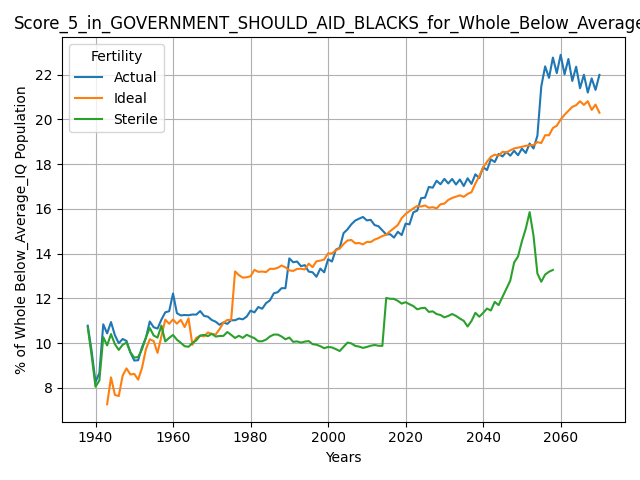 Score_5_in_GOVERNMENT_SHOULD_AID_BLACKS_for_Whole_Below_Average
Fertility
Actual
Ideal
Sterile
% of Whole Below_Average_IQ Population
22
20
18
16
14
12
10
8
1940 1960 1980 2000 2020 2040 2060
Years